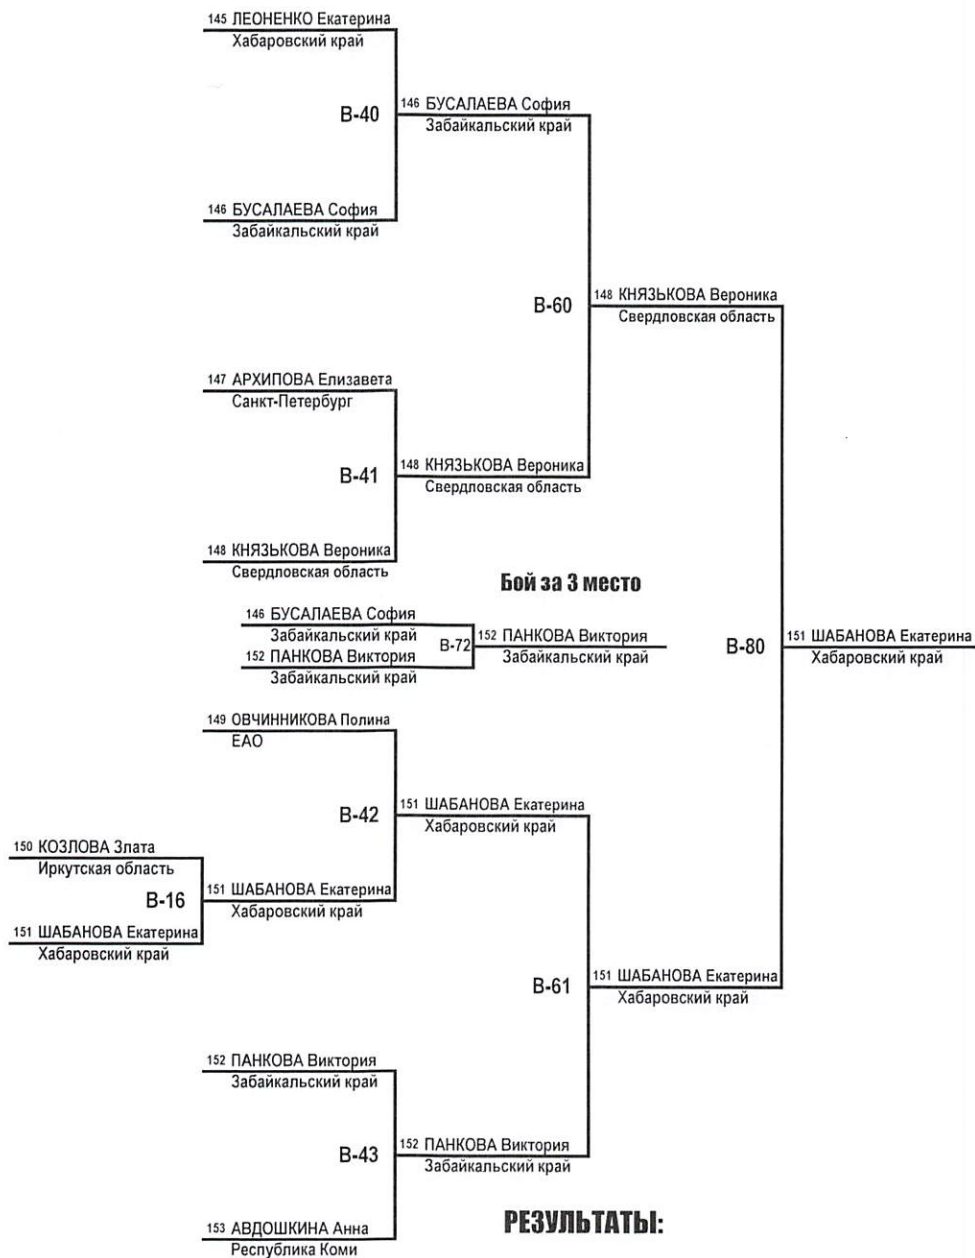 145 ЛЕОНЕНКО Екатерина
Хабаровский край
В-40
146 БУСАЛАЕВА София
Забайкальский край
146 БУСАЛАЕВА София
Забайкальский край
В-60
148 КНЯЗЬКОВА Вероника
Свердловская область
147 АРХИПОВА Елизавета
Санкт-Петербург
В-41
148 КНЯЗЬКОВА Вероника
Свердловская область
148 КНЯЗЬКОВА Вероника
Свердловская область
Бой за 3 место
146 БУСАЛАЕВА София
Забайкальский край
152 ПАНКОВА Виктория
Забайкальский край
В-72
152 ПАНКОВА Виктория
Забайкальский край
В-80
151 ШАБАНОВА Екатерина
Хабаровский край
149 ОВЧИННИКОВА Полина
ЕАО
В-42
151 ШАБАНОВА Екатерина
Хабаровский край
150 КОЗЛОВА Злата
Иркутская область
В-16
151 ШАБАНОВА Екатерина
Хабаровский край
151 ШАБАНОВА Екатерина
Хабаровский край
В-61
151 ШАБАНОВА Екатерина
Хабаровский край
152 ПАНКОВА Виктория
Забайкальский край
В-43
152 ПАНКОВА Виктория
Забайкальский край
153 АВДОШКИНА Анна
Республика Коми
РЕЗУЛЬТАТЫ: